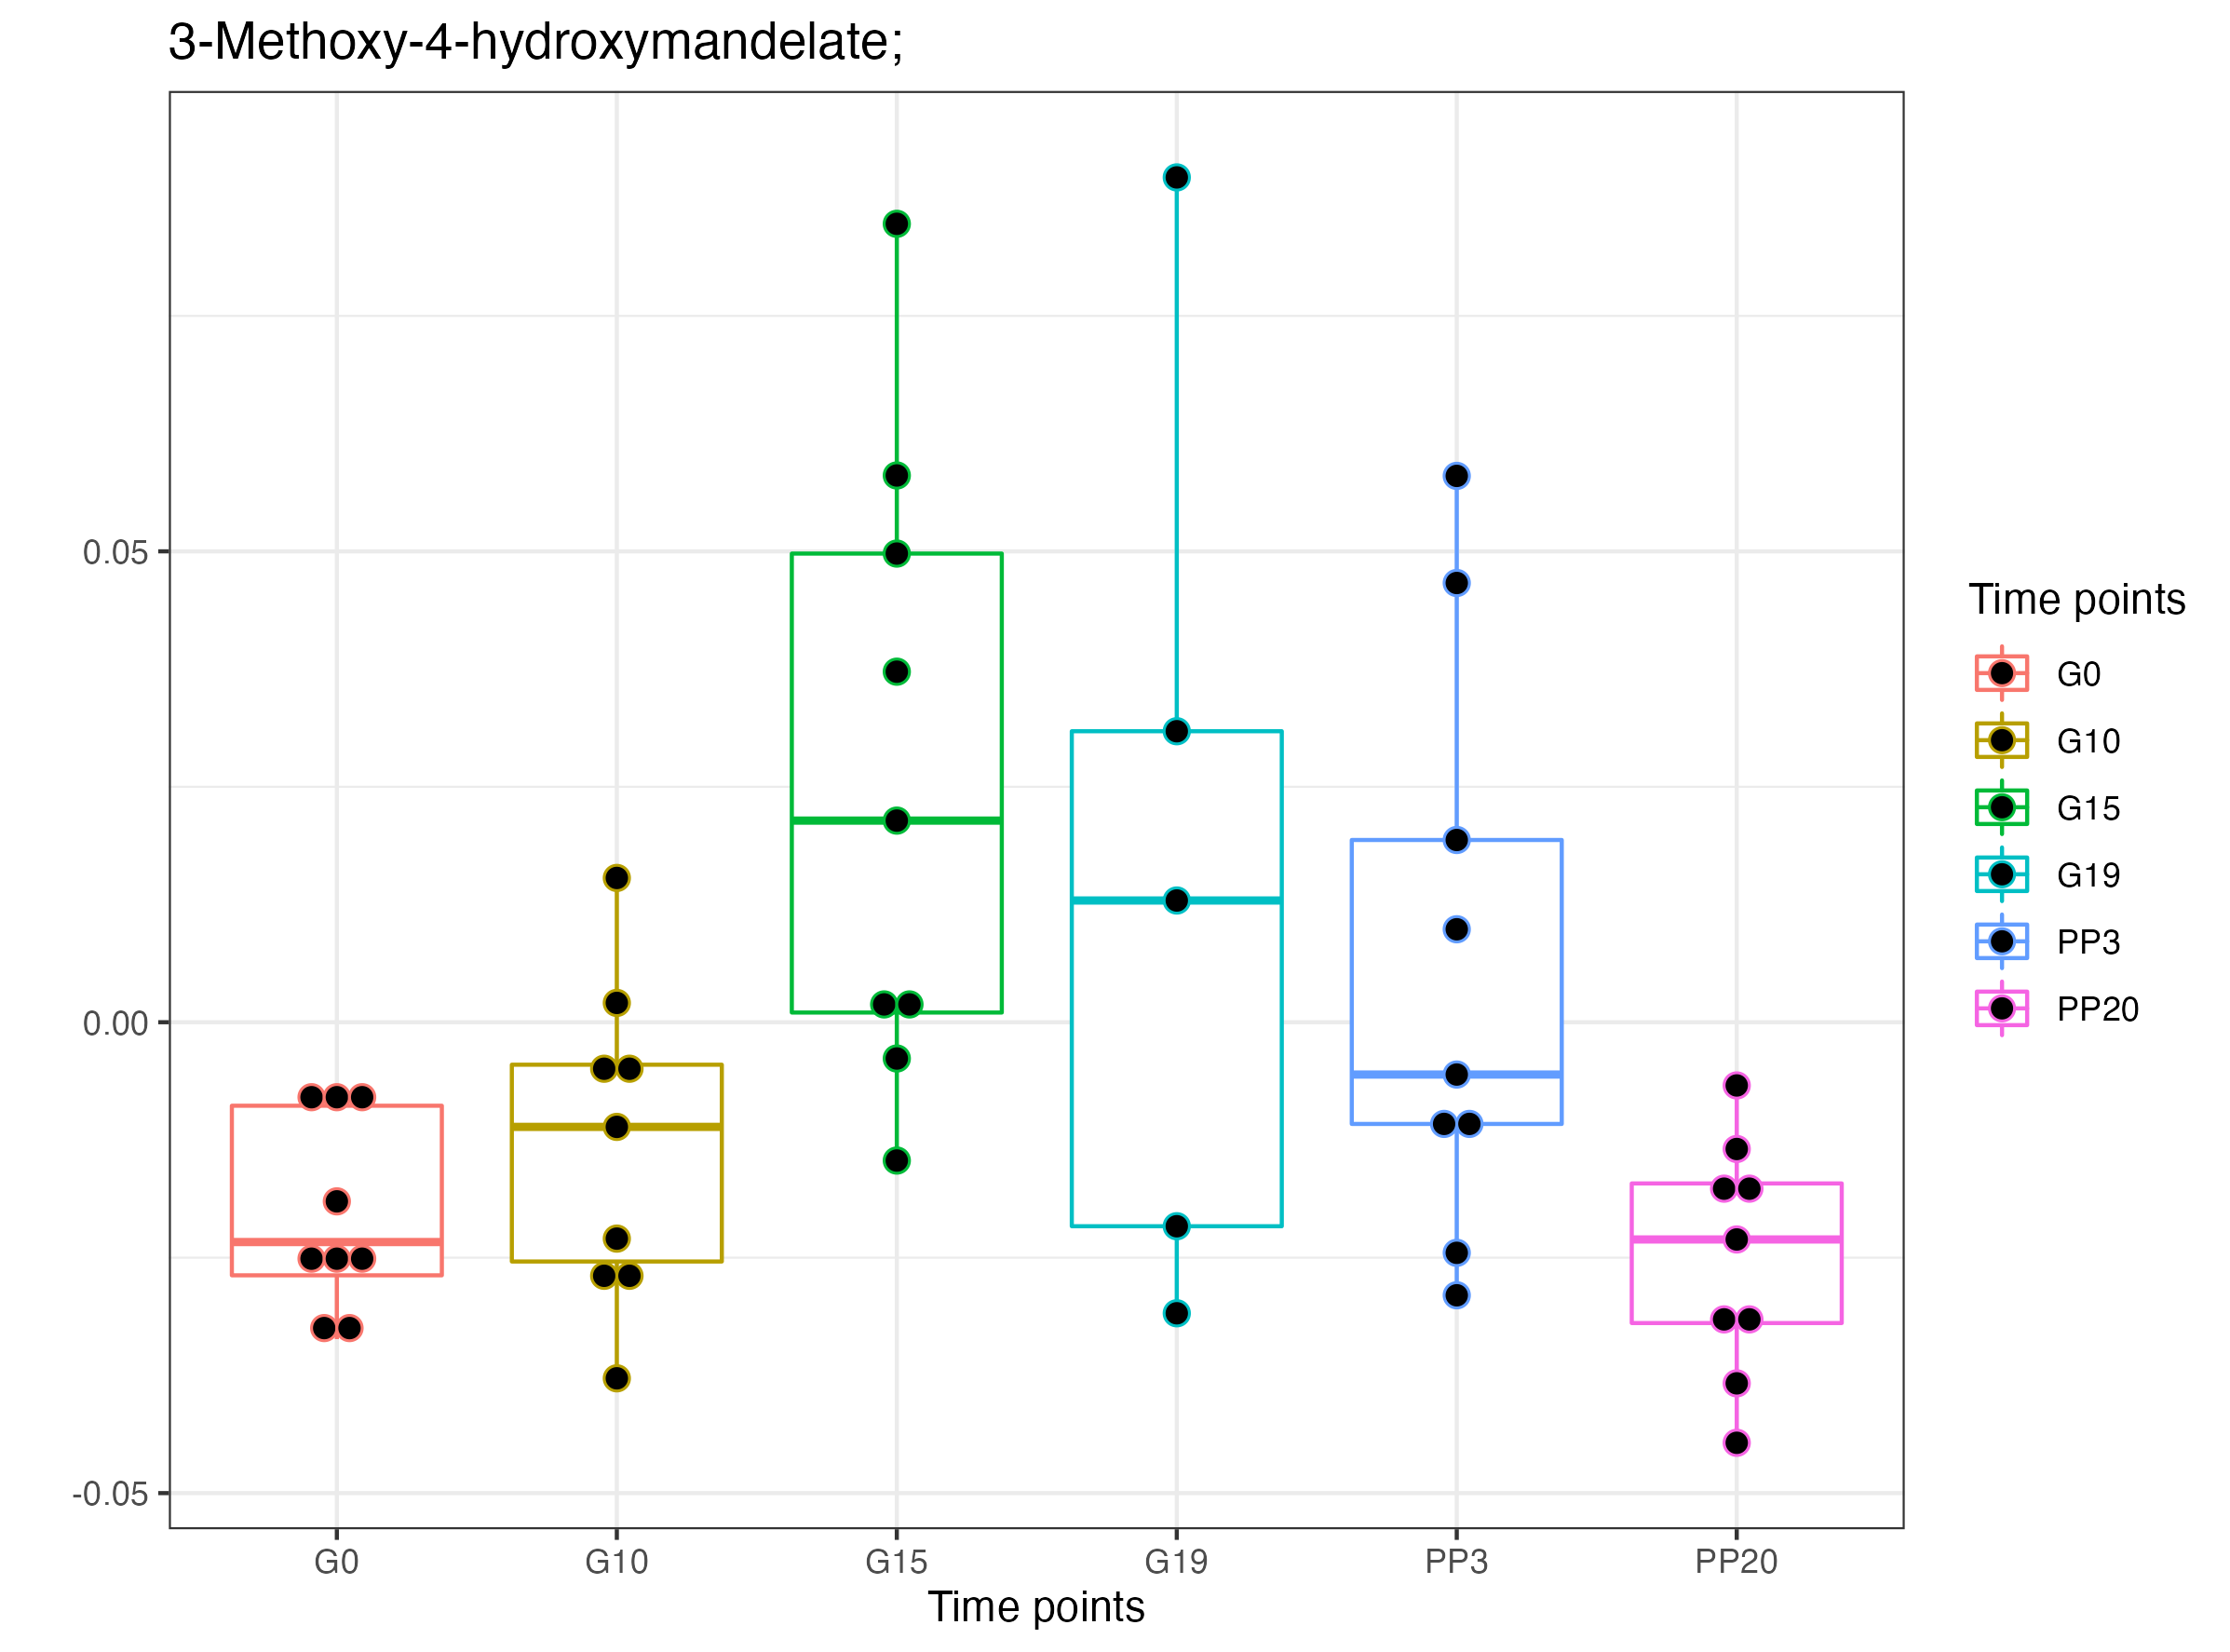 3-Methoxy-4-hydroxymandelate;
0.05
0.00
-0.05
G0 G10 G15 G19 PP3 PP20
Time points
Time points
G0
G10
G15
G19
PP3
PP20